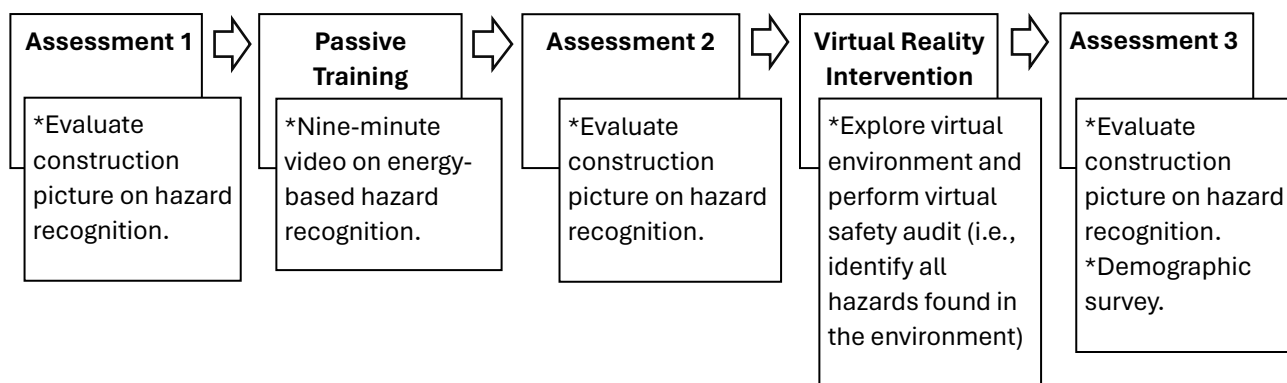 Assessment 1
*Evaluate
construction
picture on hazard
recognition.
Passive
Training
*Nine-minute
video on energy-
based hazard
recognition.
Assessment 2
*Evaluate
construction
picture on hazard
recognition.
Virtual Reality
Intervention
*Explore virtual
environment and
perform virtual
safety audit (i.e.,
identify all
hazards found in
the environment)
Assessment 3
*Evaluate
construction
picture on hazard
recognition.
*Demographic
survey.